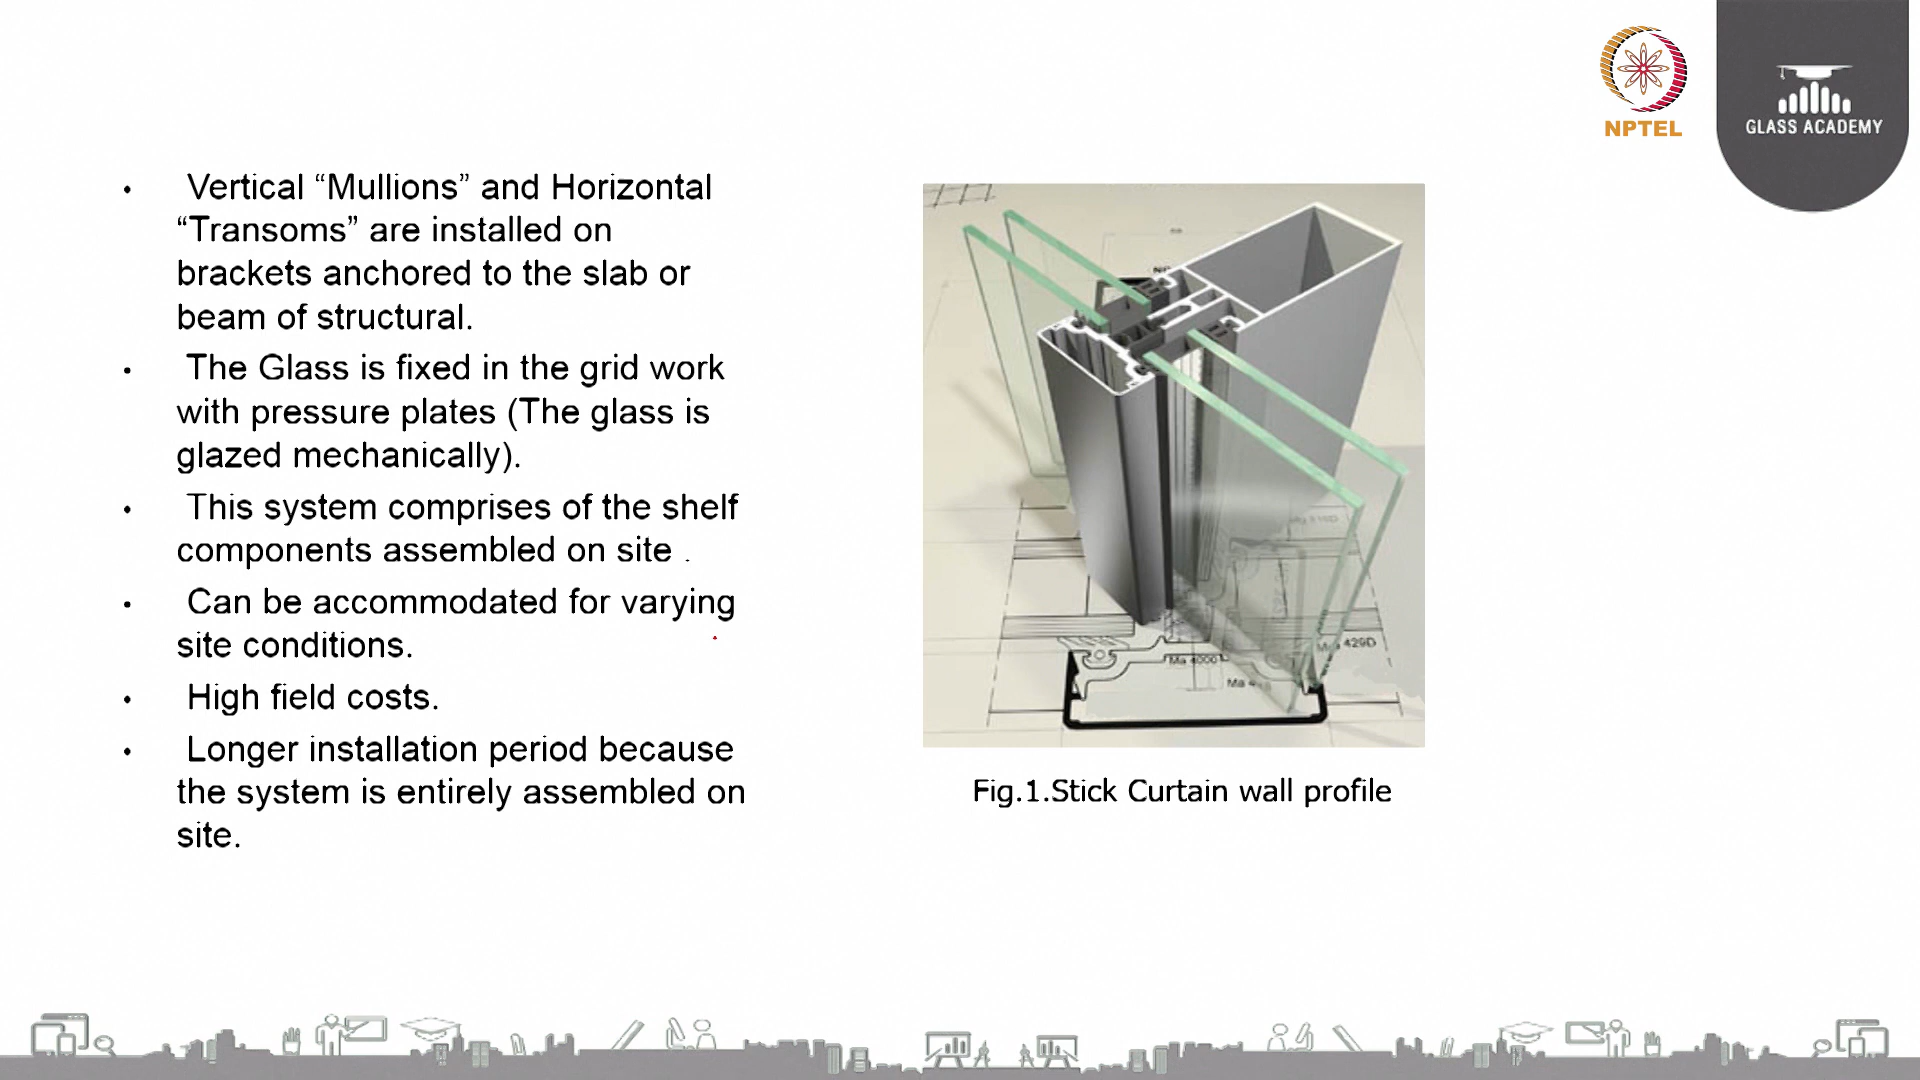 NPTEL
GLASS ACADEMY
• Vertical “Mullions” and Horizontal
“Transoms” are installed on
brackets anchored to the slab or
beam of structural.
• The Glass is fixed in the grid work
with pressure plates (The glass is
glazed mechanically).
• This system comprises of the shelf
components assembled on site .
• Can be accommodated for varying
site conditions.
• High field costs.
• Longer installation period because
the system is entirely assembled on
site.
429D
Fig.1.Stick Curtain wall profile